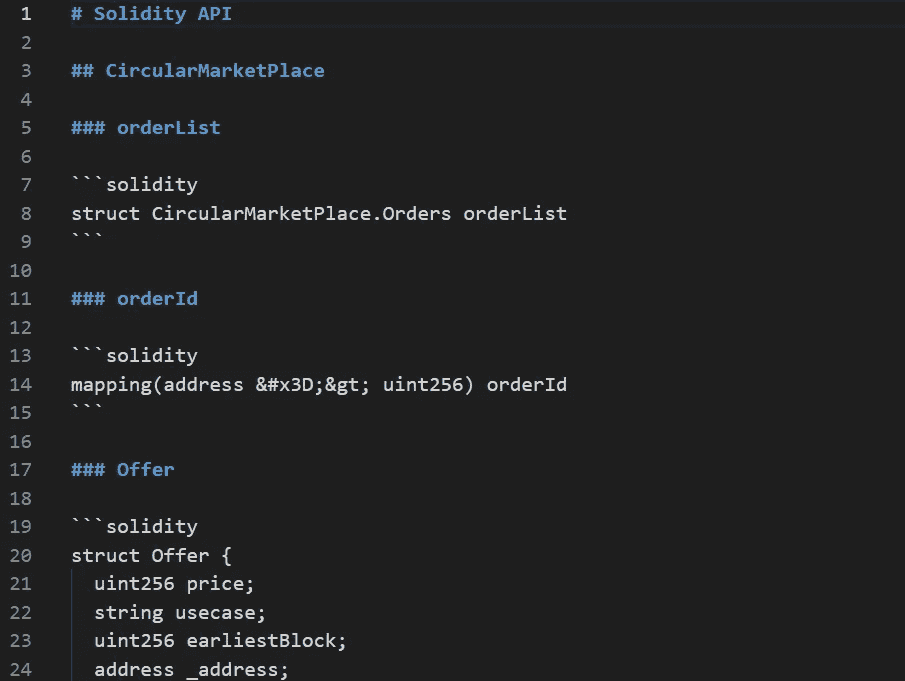 1 # Solidity API
2
3 ## CircularMarketPlace
4
5 ### orderList
6
7 ```solidity
8 struct CircularMarketPlace.Orders orderList
9 ```
10
11 ### orderId
12
13 ```solidity
14 mapping(address &#x3D;&gt; uint256) orderId
15 ```
16
17 ### Offer
18
19 ```solidity
20 struct Offer {
21   uint256 price;
22   string usecase;
23   uint256 earliestBlock;
24   address _address;